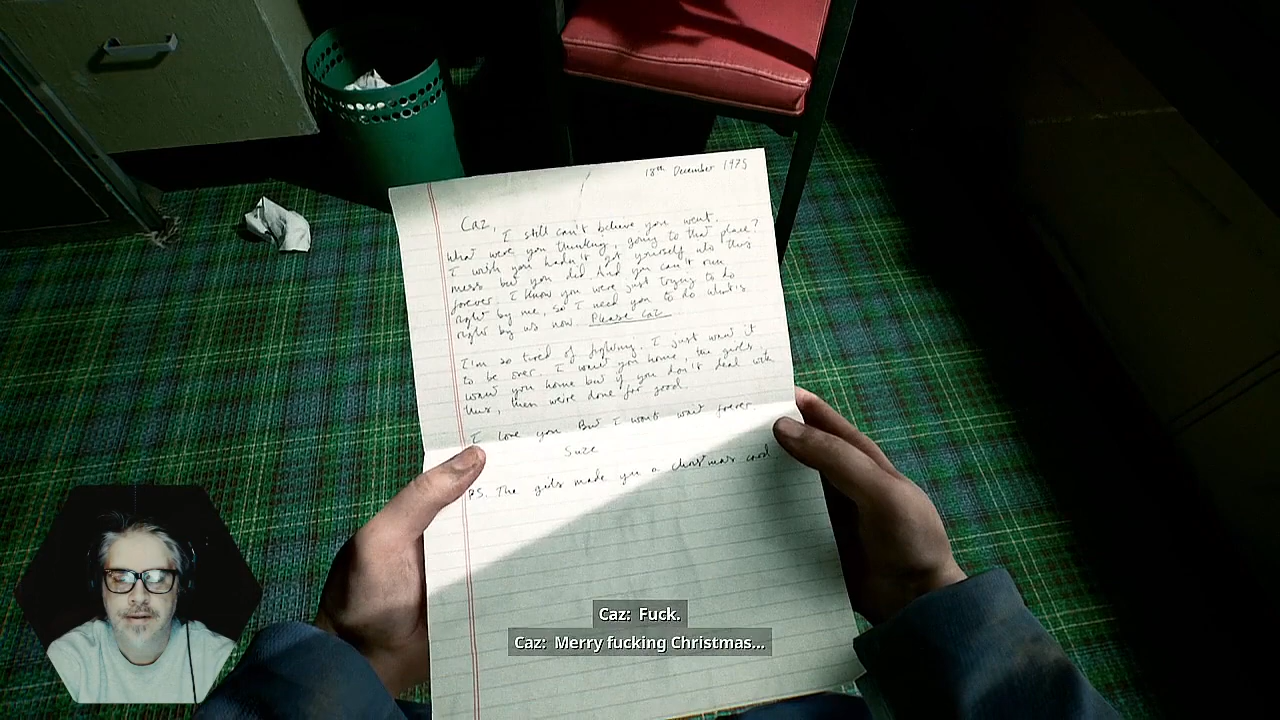 18th December 1975
Caz,
I still can't believe you went.
What were you thinking, going to that place?
I wish you hadn't got yourself into this
mess but you did. And you can't run
forever. I know you were just trying to do
right by me, so I need you to do what's
right by us now. Please Caz
I'm so tired of fighting. I just want it
to be over. I want you home, the girls
want you home but if you don't deal with
this, then we're done for good.
I love you But I won't wait forever.
Suze
P.S. The girls made you a christmas card
Caz: Fuck.
Caz: Merry fucking Christmas...